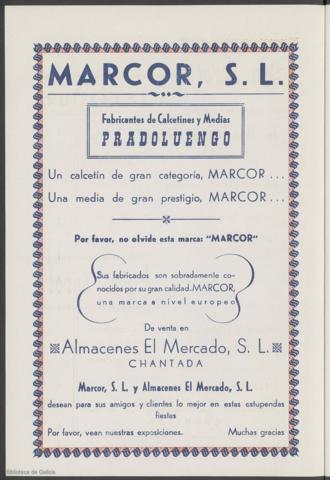 MARCOR, S. L.
Fabricantes de Calcetines y Medias
PRADOLUENGO
Un calcetín de gran categoría, MARCOR...
Una media de gran prestigio, MARCOR...
Por favor, no olvide esta marca: "MARCOR"
Sus fabricados son sobradamente co-
nocidos por su gran calidad. MARCOR,
una marca a nivel europeo
De venta en
Almacenes El Mercado, S. L.
CHANTADA
Marcor, S. L. y Almacenes El Mercado, S. L.
desean para sus amigos y clientes lo mejor en estas estupendas
fiestas
Por favor, vean nuestras exposiciones. Muchas gracias
Biblioteca de Galicia